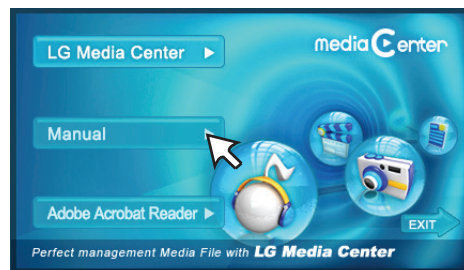 LG Media Center
media Center
Manual
Adobe Acrobat Reader
EXIT
Perfect management Media File with LG Media Center